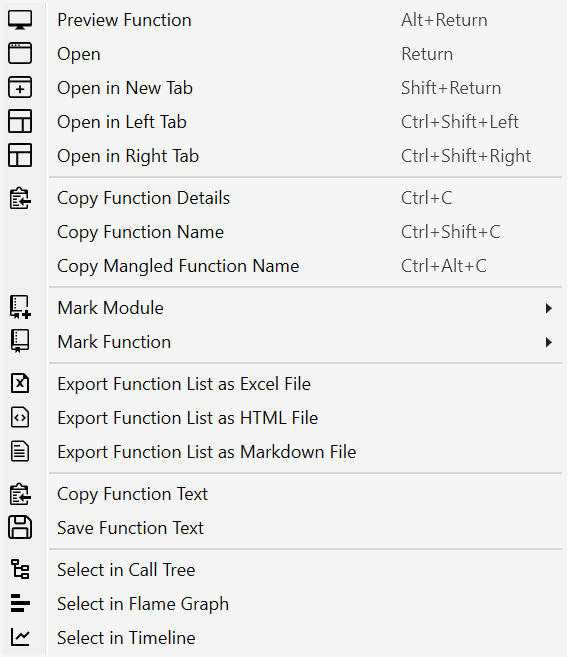 Preview Function Alt+Return
Open Return
Open in New Tab Shift+Return
Open in Left Tab Ctrl+Shift+Left
Open in Right Tab Ctrl+Shift+Right
Copy Function Details Ctrl+C
Copy Function Name Ctrl+Shift+C
Copy Mangled Function Name Ctrl+Alt+C
Mark Module
Mark Function
Export Function List as Excel File
Export Function List as HTML File
Export Function List as Markdown File
Copy Function Text
Save Function Text
Select in Call Tree
Select in Flame Graph
Select in Timeline